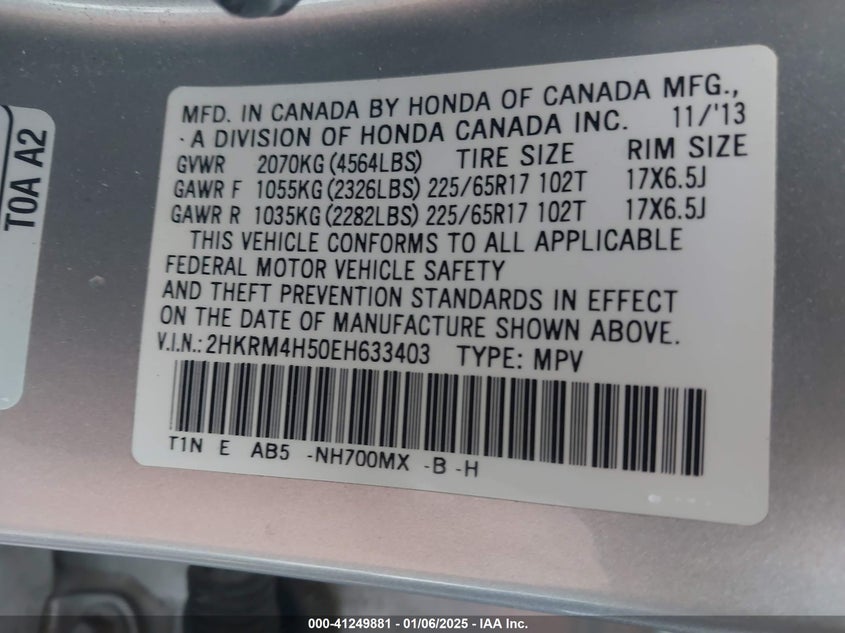 T0A A2
MFD. IN CANADA BY HONDA OF CANADA MFG.,
A DIVISION OF HONDA CANADA INC. 11/'13
GVWR 2070KG (4564LBS) TIRE SIZE RIM SIZE
GAWR F 1055KG (2326LBS) 225/65R17 102T 17X6.5J
GAWR R 1035KG (2282LBS) 225/65R17 102T 17X6.5J
THIS VEHICLE CONFORMS TO ALL APPLICABLE
FEDERAL MOTOR VEHICLE SAFETY
AND THEFT PREVENTION STANDARDS IN EFFECT
ON THE DATE OF MANUFACTURE SHOWN ABOVE.
V.I.N.: 2HKRM4H50EH633403 TYPE: MPV
T1N E AB5 -NH700MX -B -H
000-41249881 - 01/06/2025 - IAA Inc.